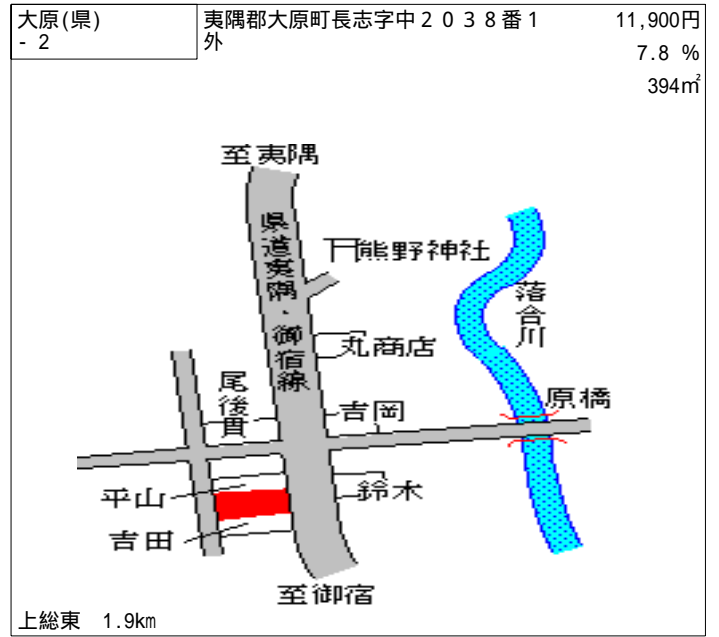 大原(県)
- 2
夷隅郡大原町長志字中２０３８番１
外
11,900円
7.8 %
394㎡
至夷隅
県道夷隅・御宿線
熊野神社
落合川
丸商店
尾後貫
吉岡
原橋
平山
鈴木
吉田
至御宿
上総東 1.9km